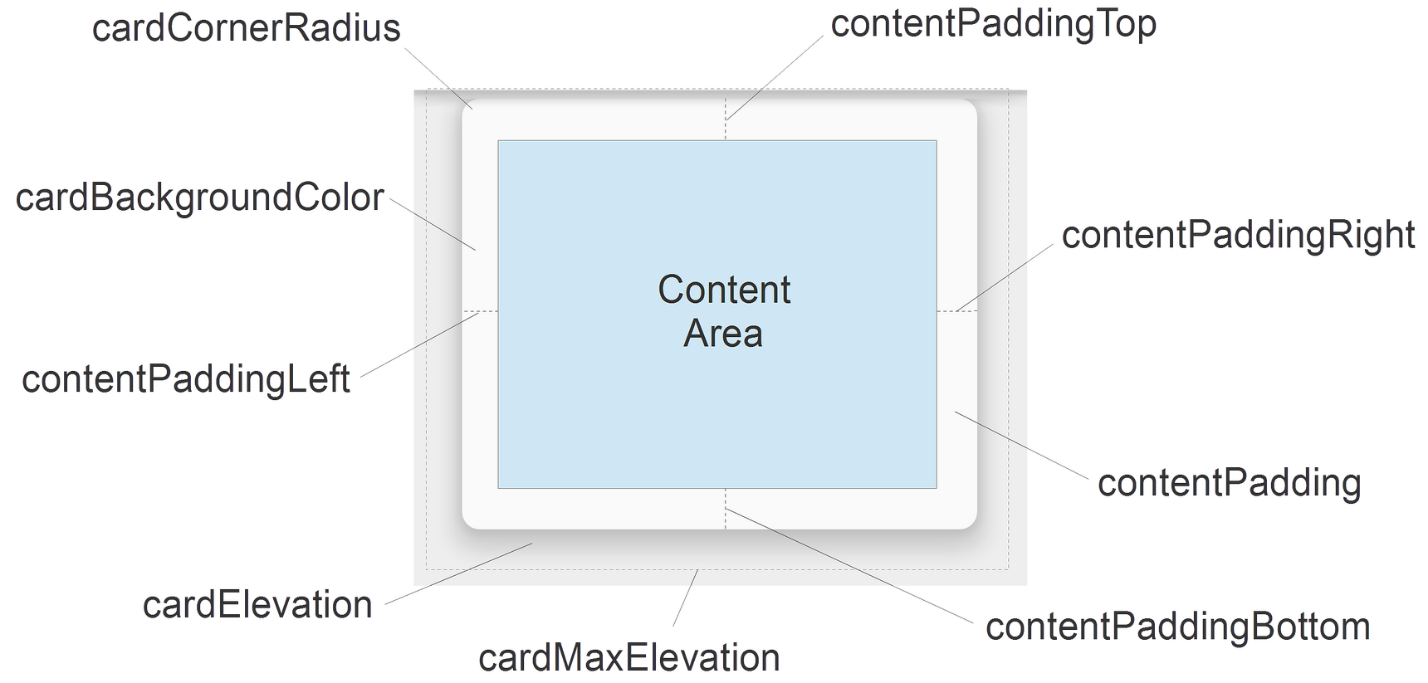 cardCornerRadius
contentPaddingTop
cardBackgroundColor
contentPaddingRight
Content
Area
contentPaddingLeft
contentPadding
cardElevation
contentPaddingBottom
cardMaxElevation